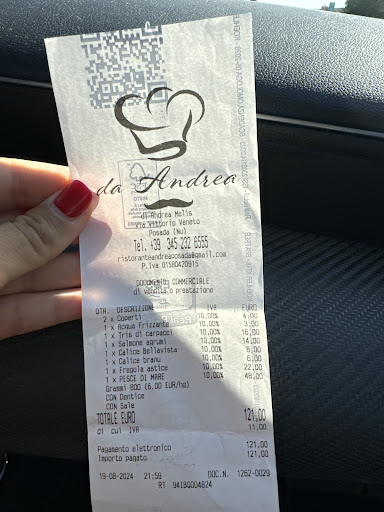 da Andrea
di Andrea Melis
Via Vittorio Veneto
Posada (Nu)
Tel. +39 345 232 6555
ristoranteandreaposada@gmail.com
P.iva 01580420915
DOCUMENTO COMMERCIALE
di vendita o prestazione
QTA. DESCRIZIONE IVA EURO
2 x Coperti 10,00% 4,00
1 x Acqua Frizzante 10,00% 3,00
1 x Tris di carpacci 10,00% 16,00
1 x Salmone agrumi 10,00% 14,00
1 x Calice Bellavista 10,00% 8,00
1 x Calice branu 10,00% 6,00
1 x Fregola astice 10,00% 22,00
1 x PESCE DI MARE 10,00% 48,00
Grammi 800 (6,00 EUR/hg)
CON Dentice
CON Sale
TOTALE EURO 121,00
di cui IVA 11,00
Pagamento elettronico 121,00
Importo pagato 121,00
19-08-2024 21:59 DOC.N. 1262-0029
RT 94IBQ004824